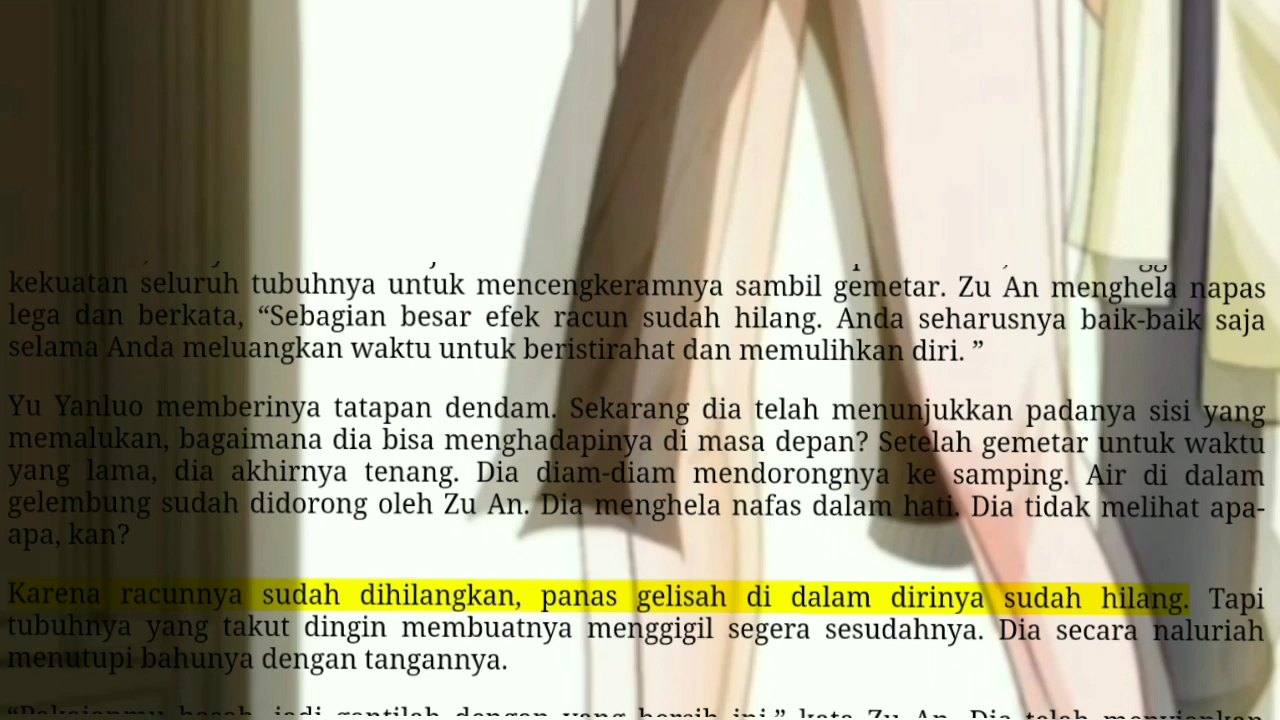 kekuatan seluruh tubuhnya untuk mencengkeramnya sambil gemetar. Zu An menghela napas
lega dan berkata, “Sebagian besar efek racun sudah hilang. Anda seharusnya baik-baik saja
selama Anda meluangkan waktu untuk beristirahat dan memulihkan diri. ”
Yu Yanluo memberinya tatapan dendam. Sekarang dia telah menunjukkan padanya sisi yang
memalukan, bagaimana dia bisa menghadapinya di masa depan? Setelah gemetar untuk waktu
yang lama, dia akhirnya tenang. Dia diam-diam mendorongnya ke samping. Air di dalam
gelembung sudah didorong oleh Zu An. Dia menghela nafas dalam hati. Dia tidak melihat apa-
apa, kan?
Karena racunnya sudah dihilangkan, panas gelisah di dalam dirinya sudah hilang. Tapi
tubuhnya yang takut dingin membuatnya menggigil segera sesudahnya. Dia secara naluriah
menutupi bahunya dengan tangannya.